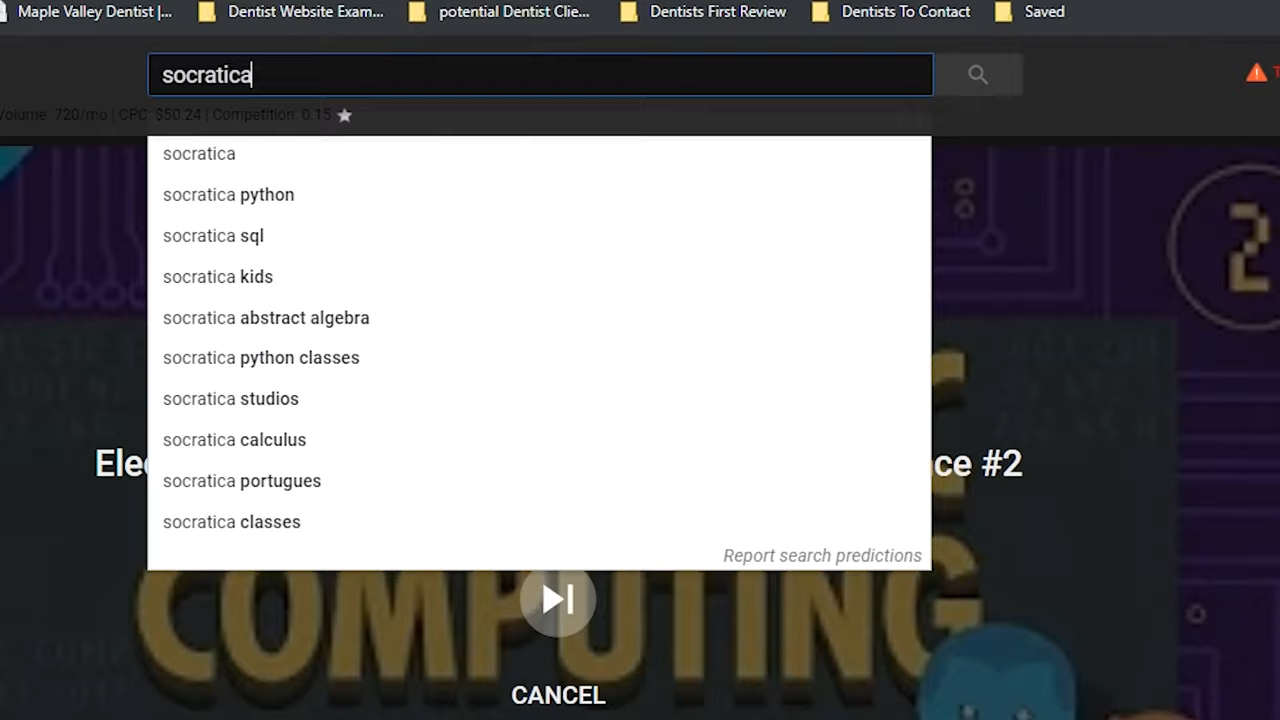 Maple Valley Dentist |... Dentist Website Exam... potential Dentist Clie... Dentists First Review Dentists To Contact Saved
socratica
Volume: 720/mo | CPC: $50.24 | Competition: 0.15 ★
socratica
socratica python
socratica sql
socratica kids
socratica abstract algebra
socratica python classes
socratica studios
socratica calculus
socratica portugues
socratica classes
Report search predictions
2
#2
COMPUTING
CANCEL